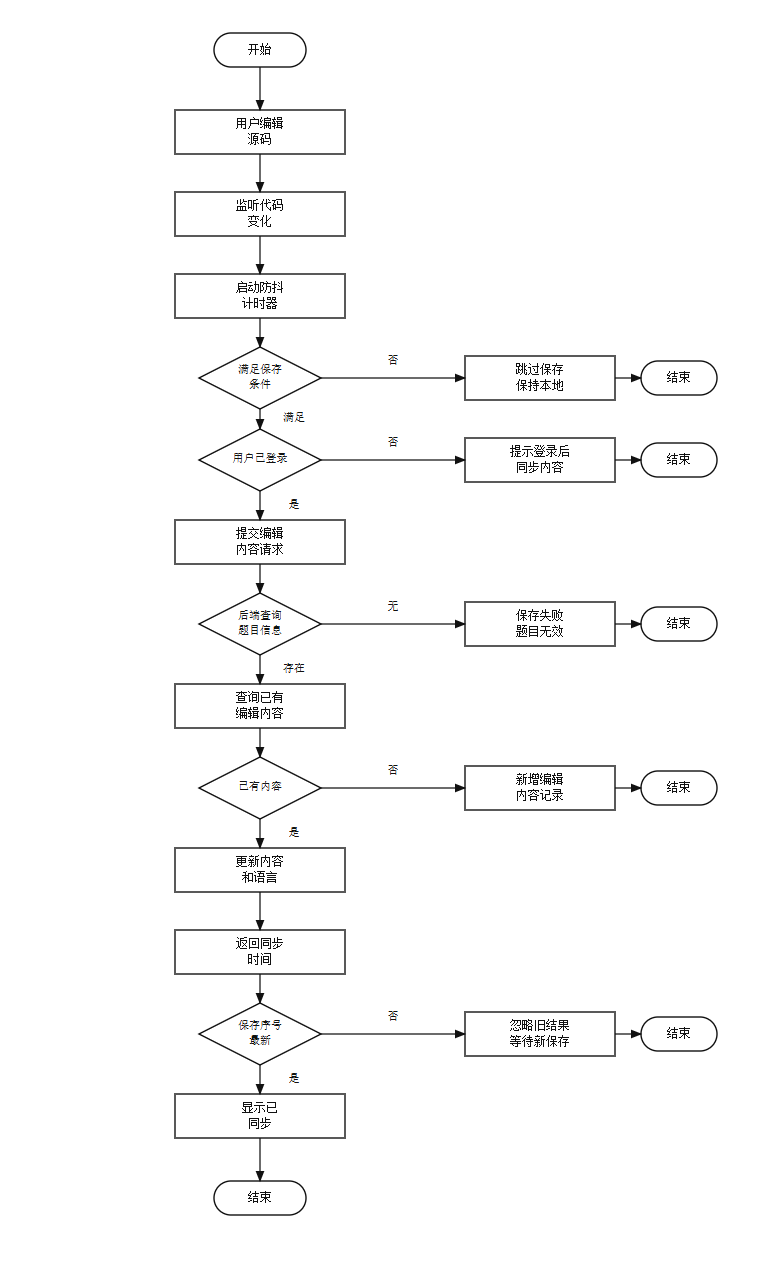 开始
用户编辑
源码
监听代码
变化
启动防抖
计时器
满足保存
条件
否
跳过保存
保持本地
结束
满足
用户已登录
否
提示登录后
同步内容
结束
是
提交编辑
内容请求
后端查询
题目信息
无
保存失败
题目无效
结束
存在
查询已有
编辑内容
已有内容
否
新增编辑
内容记录
结束
是
更新内容
和语言
返回同步
时间
保存序号
最新
否
忽略旧结果
等待新保存
结束
是
显示已
同步
结束